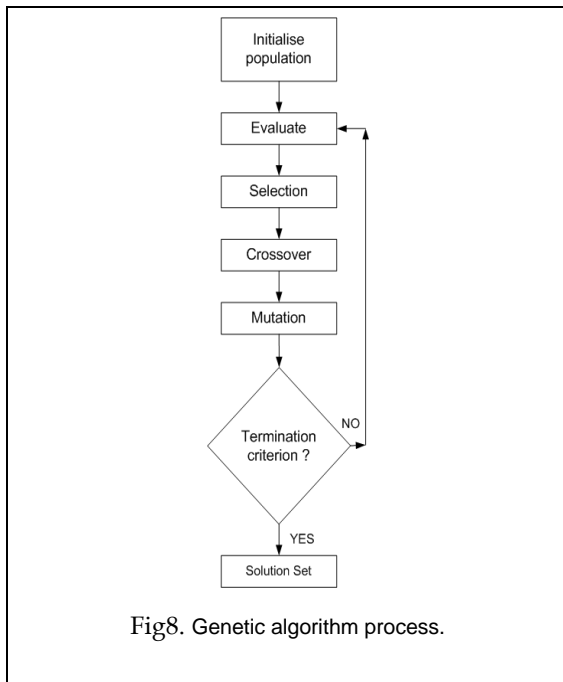 Initialise
population
Evaluate
Selection
Crossover
Mutation
NO
Termination
criterion ?
YES
Solution Set
Fig8. Genetic algorithm process.